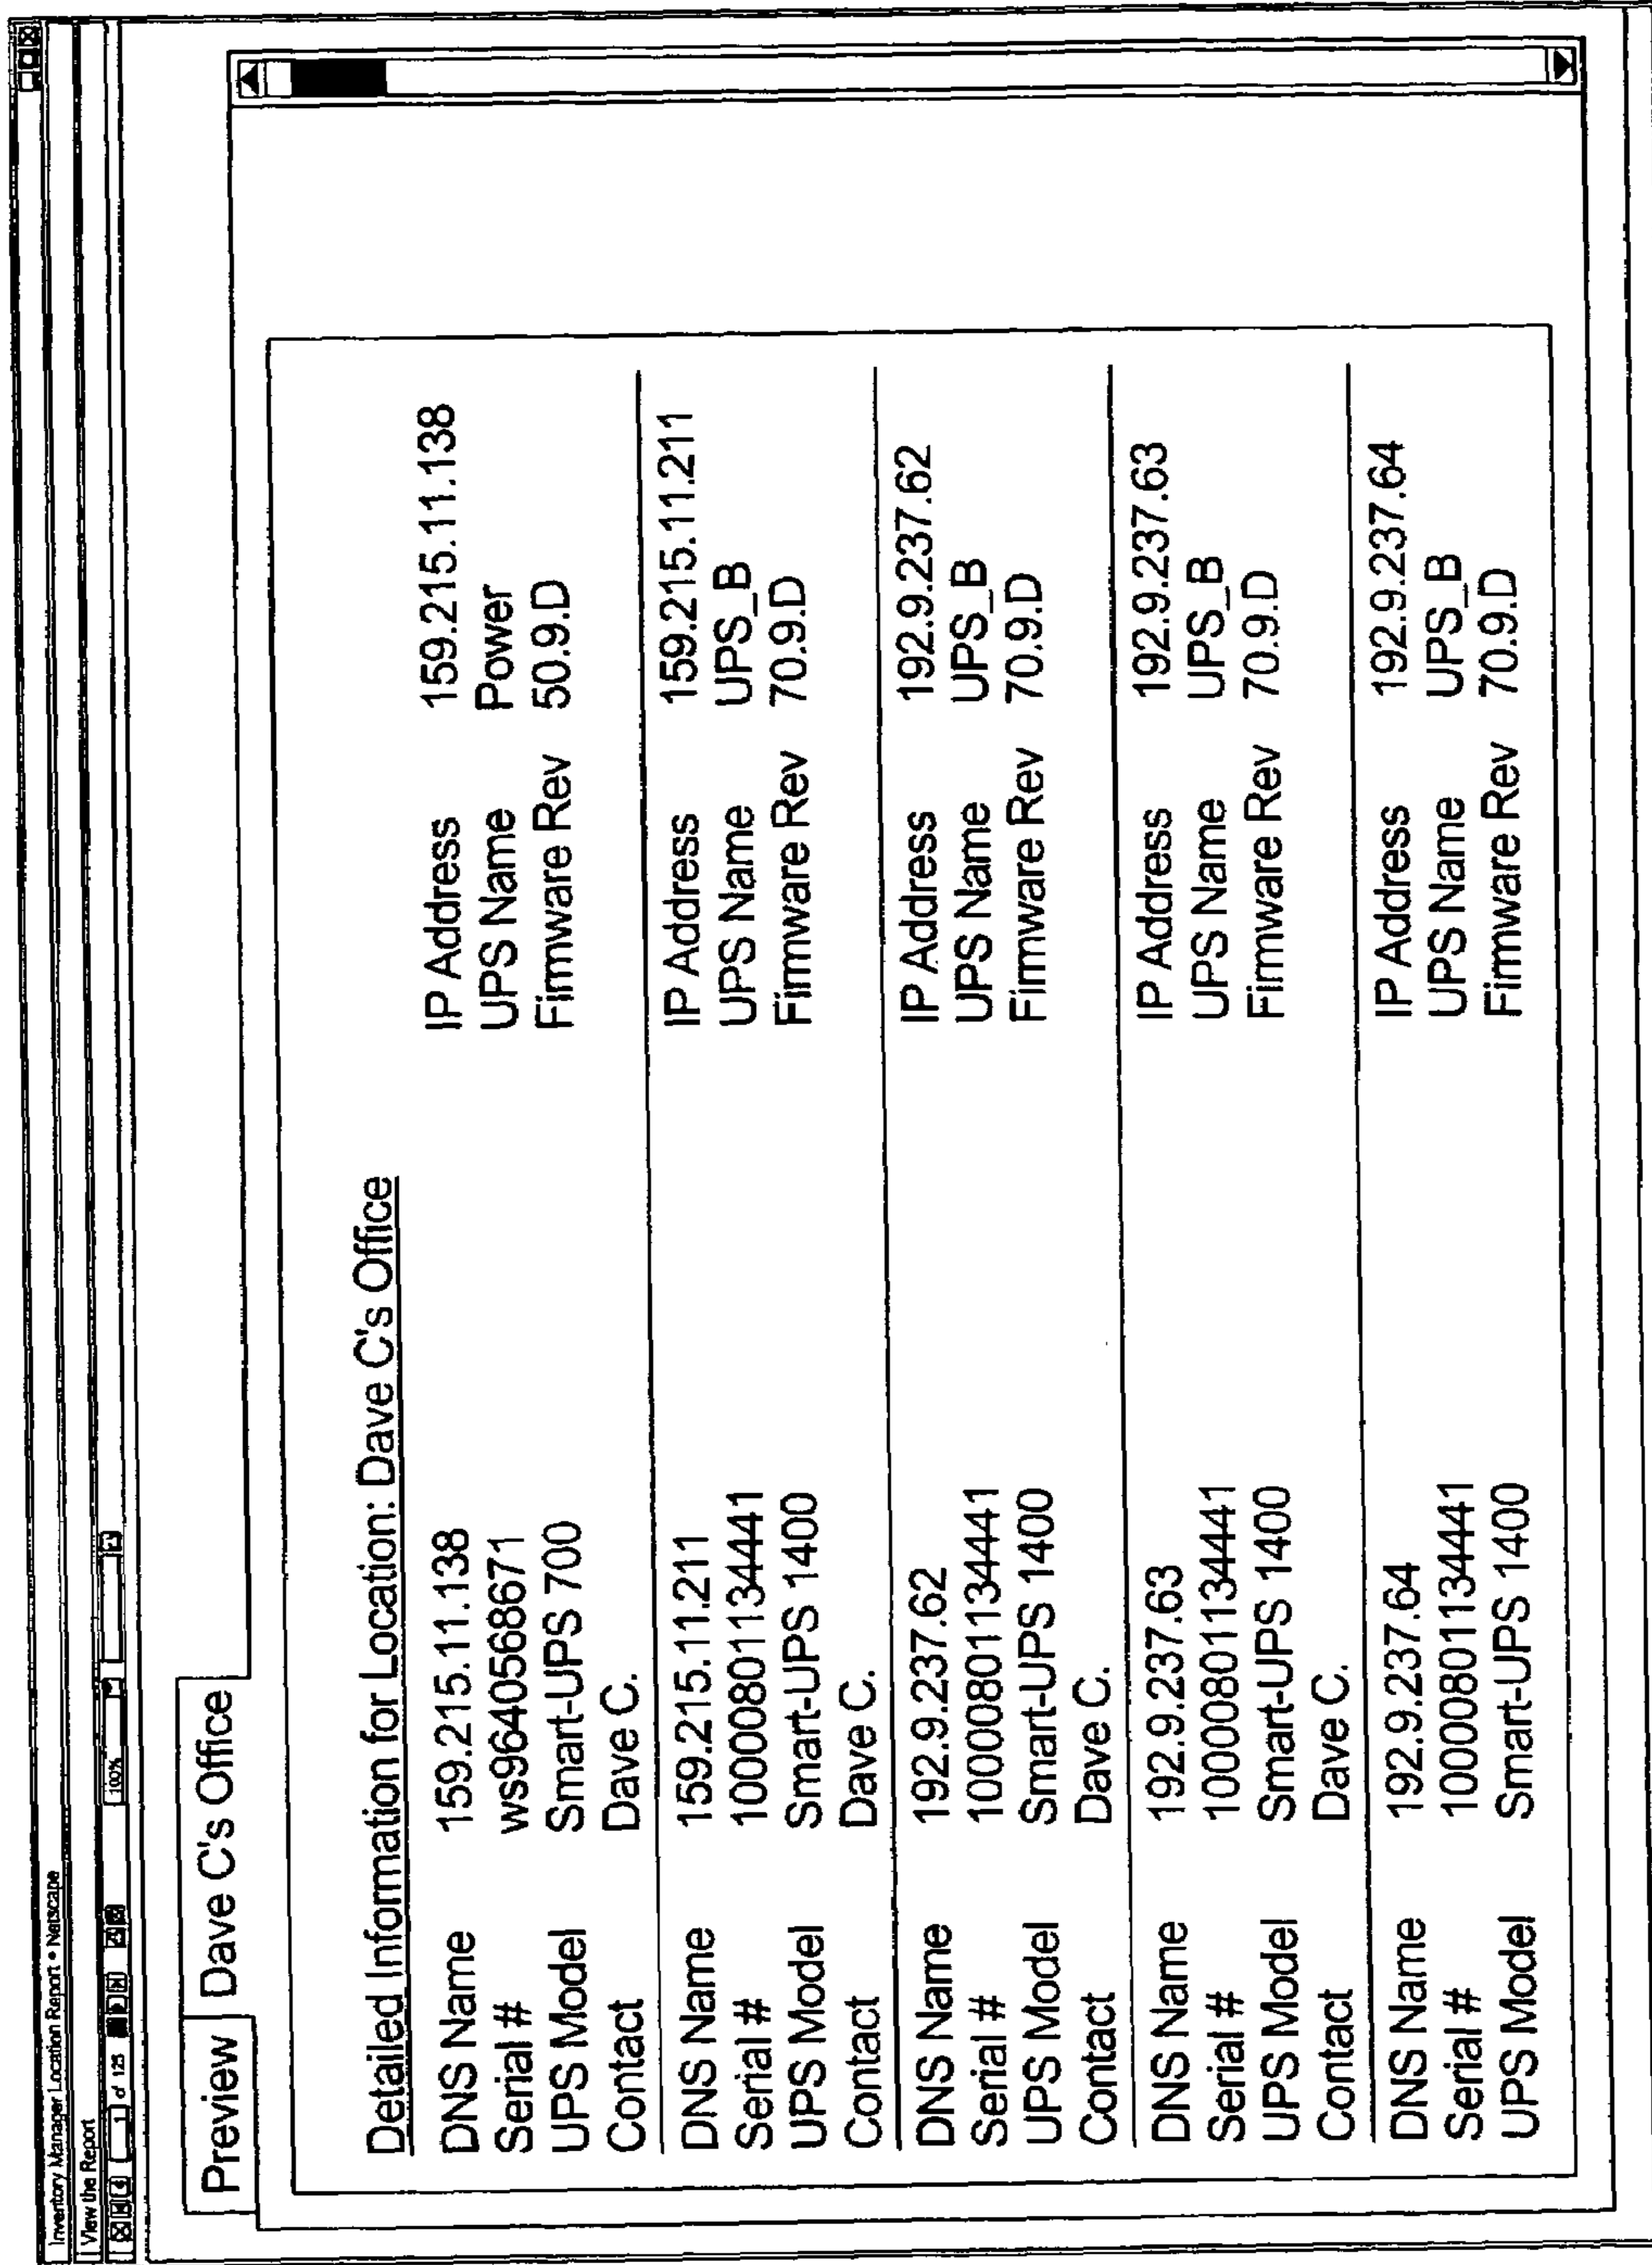 Inventory Manager Location Report • Netscape
View the Report
1 of 125 100%
Preview Dave C's Office
Detailed Information for Location: Dave C's Office
DNS Name 159.215.11.138 IP Address 159.215.11.138
Serial # ws9640568671 UPS Name Power
UPS Model Smart-UPS 700 Firmware Rev 50.9.D
Contact Dave C.
DNS Name 159.215.11.211 IP Address 159.215.11.211
Serial # 1000801134441 UPS Name UPS_B
UPS Model Smart-UPS 1400 Firmware Rev 70.9.D
Contact Dave C.
DNS Name 192.9.237.62 IP Address 192.9.237.62
Serial # 1000801134441 UPS Name UPS_B
UPS Model Smart-UPS 1400 Firmware Rev 70.9.D
Contact Dave C.
DNS Name 192.9.237.63 IP Address 192.9.237.63
Serial # 1000801134441 UPS Name UPS_B
UPS Model Smart-UPS 1400 Firmware Rev 70.9.D
Contact Dave C.
DNS Name 192.9.237.64 IP Address 192.9.237.64
Serial # 1000801134441 UPS Name UPS_B
UPS Model Smart-UPS 1400 Firmware Rev 70.9.D